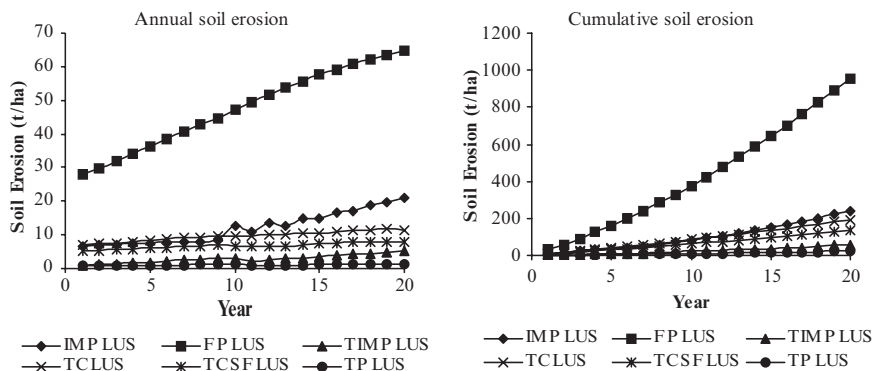 Annual soil erosion
Soil Erosion (t/ha)
70
60
50
40
30
20
10
0
0 5 10 15 20
Year
IMP LUS FP LUS TIMP LUS
TC LUS TCSF LUS TP LUS
Cumulative soil erosion
Soil Erosion (t/ha)
1200
1000
800
600
400
200
0
0 5 10 15 20
Year
IMP LUS FP LUS TIMP LUS
TC LUS TCSF LUS TP LUS